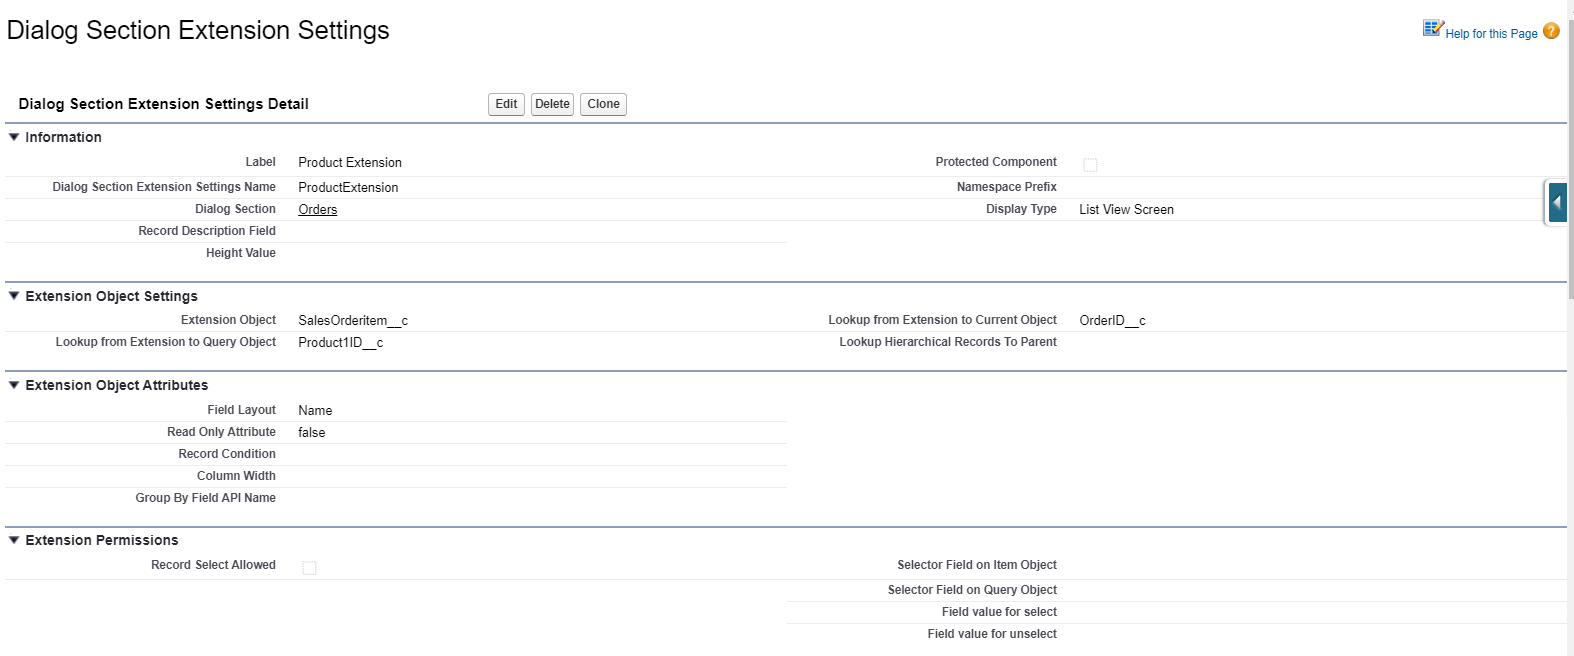 Dialog Section Extension Settings
Help for this Page ?
Dialog Section Extension Settings Detail Edit Delete Clone
Information
Label Product Extension Protected Component
Dialog Section Extension Settings Name ProductExtension Namespace Prefix
Dialog Section Orders Display Type List View Screen
Record Description Field
Height Value
Extension Object Settings
Extension Object SalesOrderitem__c Lookup from Extension to Current Object OrderID__c
Lookup from Extension to Query Object Product1ID__c Lookup Hierarchical Records To Parent
Extension Object Attributes
Field Layout Name
Read Only Attribute false
Record Condition
Column Width
Group By Field API Name
Extension Permissions
Record Select Allowed Selector Field on Item Object
Selector Field on Query Object
Field value for select
Field value for unselect